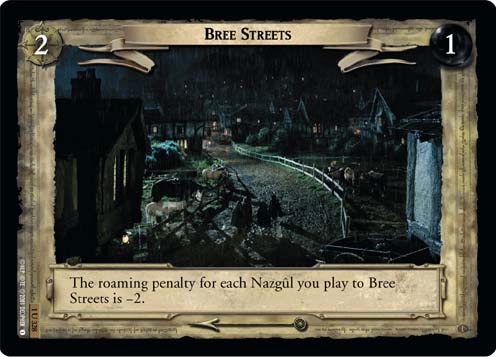 Bree Streets
2
1
The roaming penalty for each Nazgûl you play to Bree
Streets is –2.